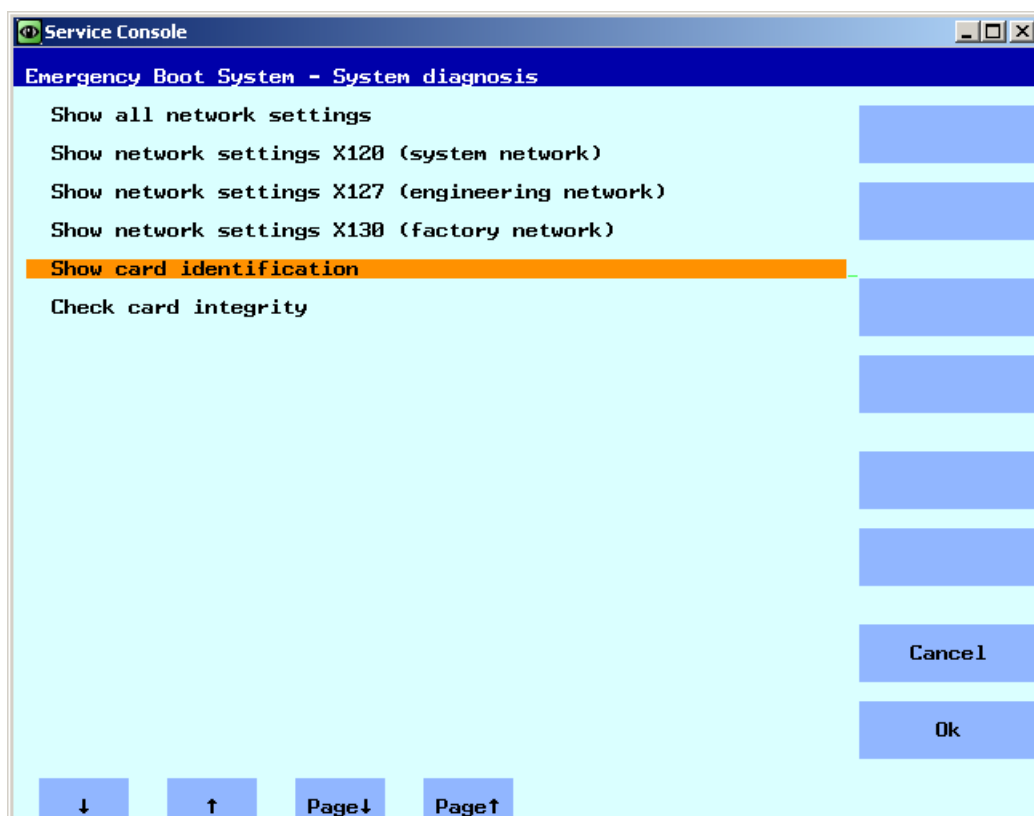 Service Console
Emergency Boot System - System diagnosis
Show all network settings
Show network settings X120 (system network)
Show network settings X127 (engineering network)
Show network settings X130 (factory network)
Show card identification
Check card integrity
Cancel
Ok
↓ ↑ Page↓ Page↑